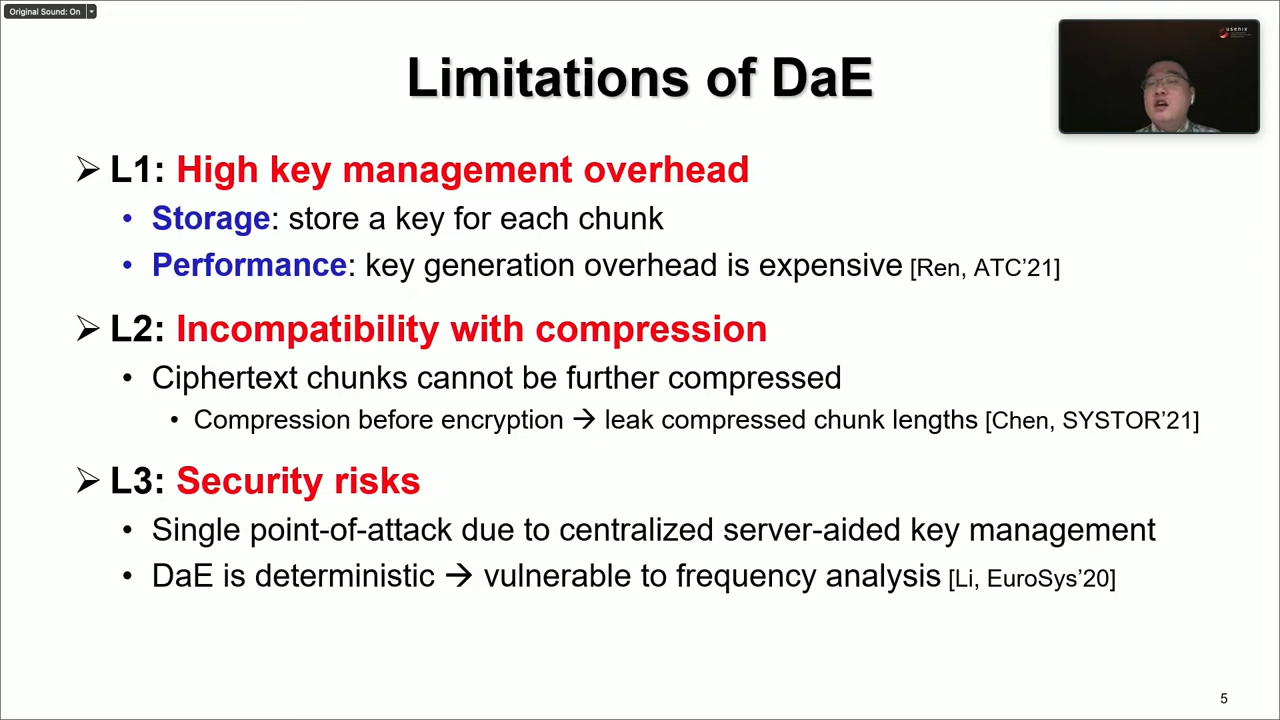 Original Sound: On
usenix
Limitations of DaE
➢ L1: High key management overhead
• Storage: store a key for each chunk
• Performance: key generation overhead is expensive [Ren, ATC’21]
➢ L2: Incompatibility with compression
• Ciphertext chunks cannot be further compressed
• Compression before encryption → leak compressed chunk lengths [Chen, SYSTOR’21]
➢ L3: Security risks
• Single point-of-attack due to centralized server-aided key management
• DaE is deterministic → vulnerable to frequency analysis [Li, EuroSys’20]
5